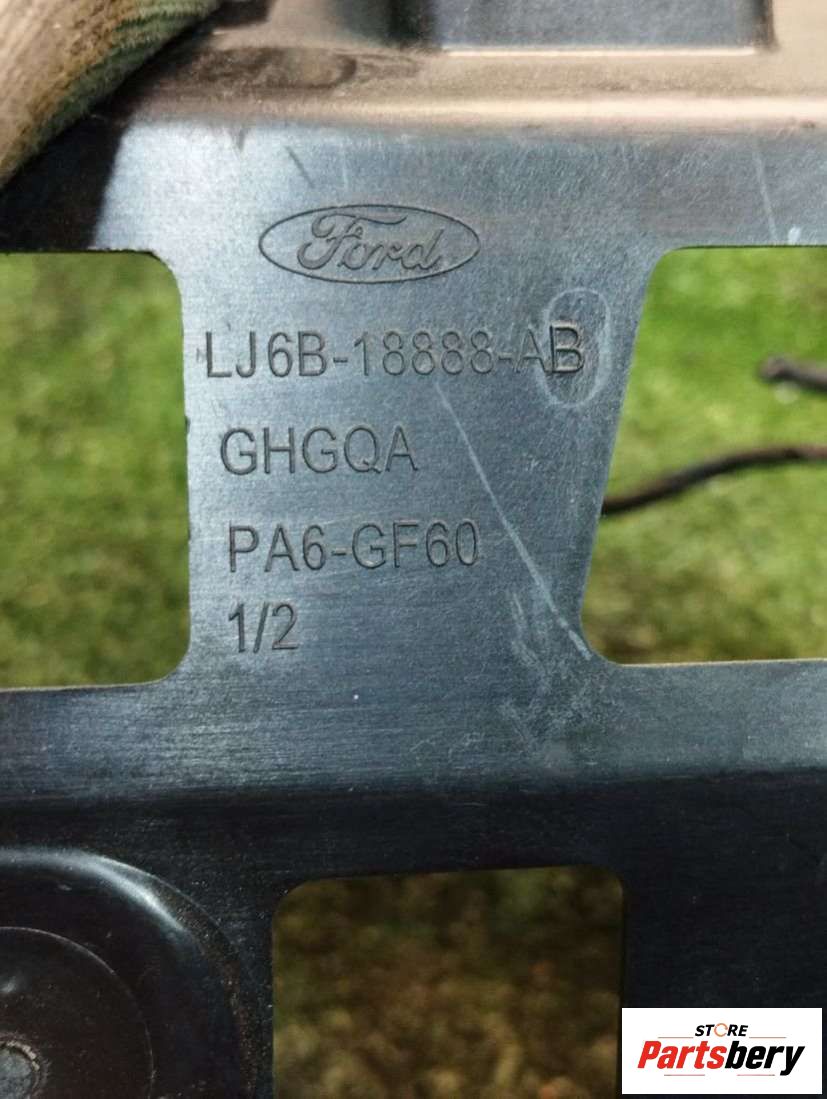 Ford
LJ6B-18888-AB
GHGQA
PA6-GF60
1/2
STORE
Partsbery